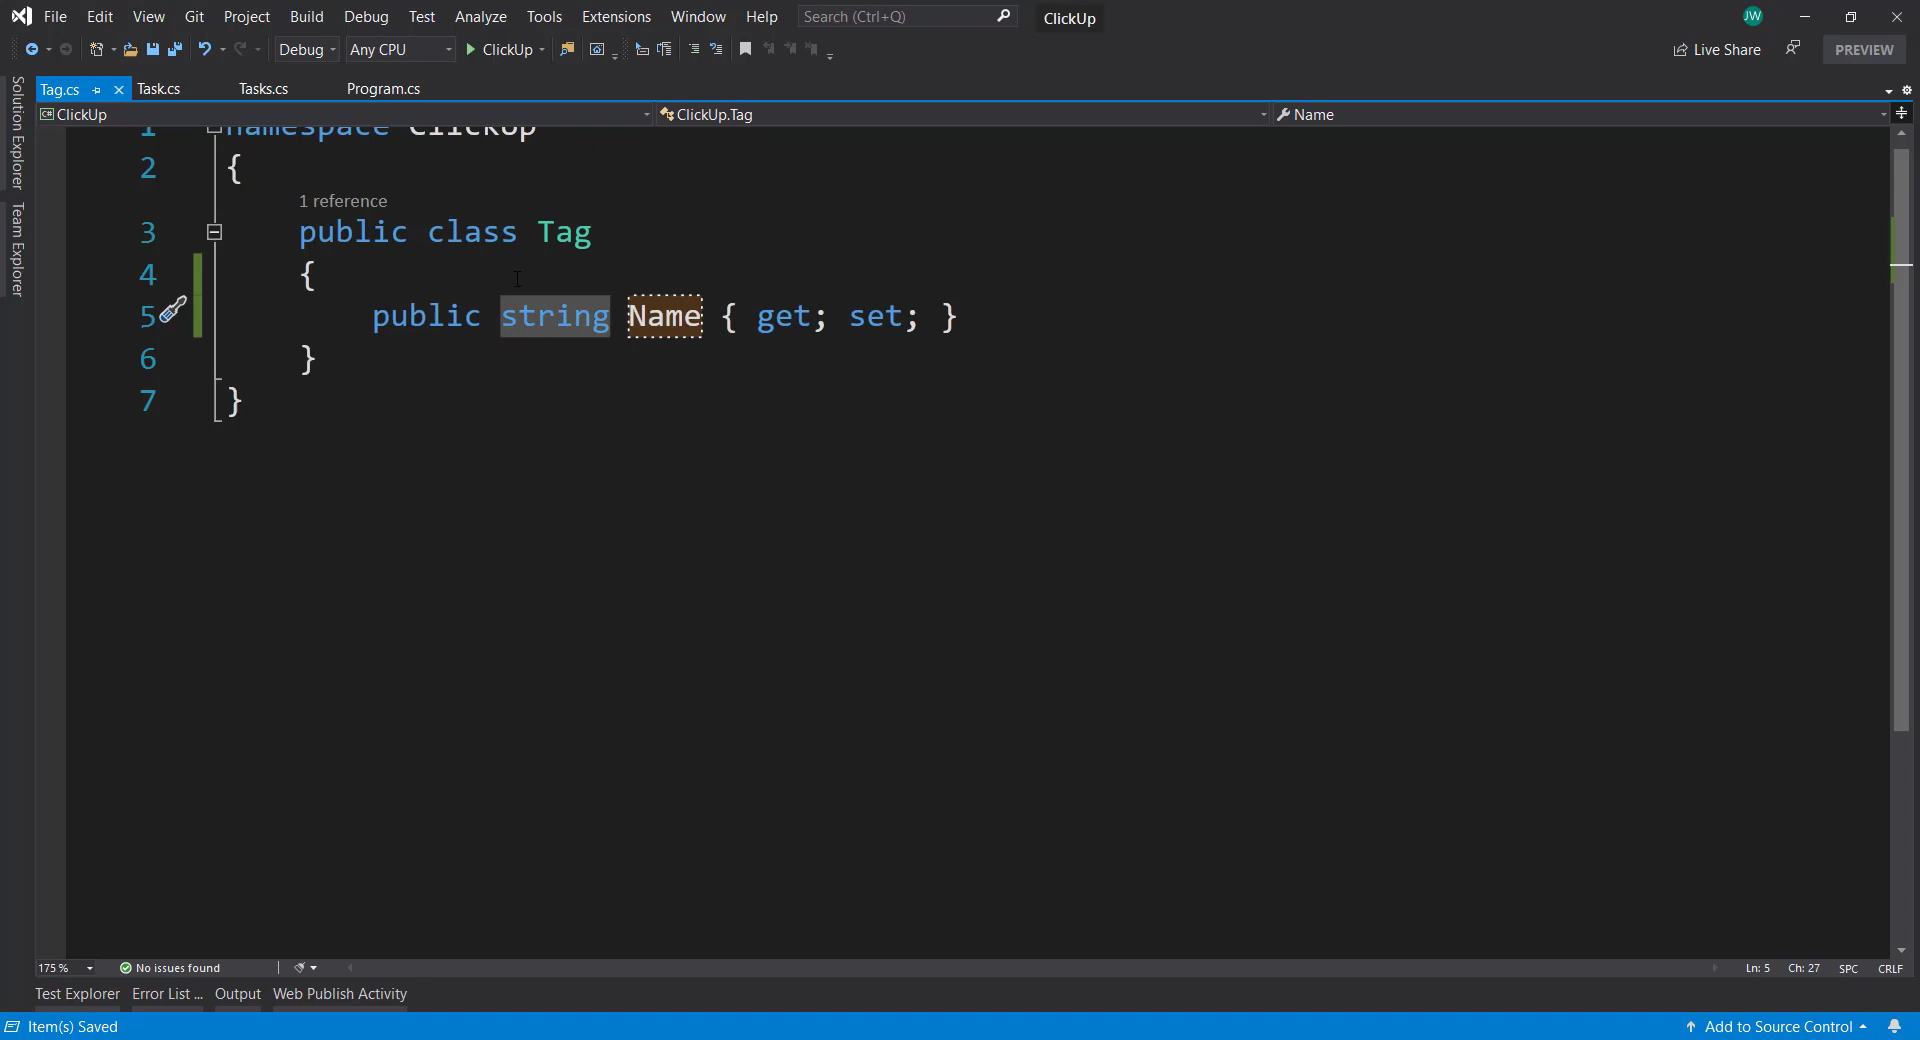 File Edit View Git Project Build Debug Test Analyze Tools Extensions Window Help Search (Ctrl+Q) ClickUp JW
Debug Any CPU ClickUp Live Share PREVIEW
Solution Explorer
Team Explorer
Tag.cs Task.cs Tasks.cs Program.cs
C# ClickUp ClickUp.Tag Name
1 namespace ClickUp
2 {
1 reference
3 public class Tag
4 {
5 public string Name { get; set; }
6 }
7 }
175 % No issues found Ln: 5 Ch: 27 SPC CRLF
Test Explorer Error List ... Output Web Publish Activity
Item(s) Saved Add to Source Control